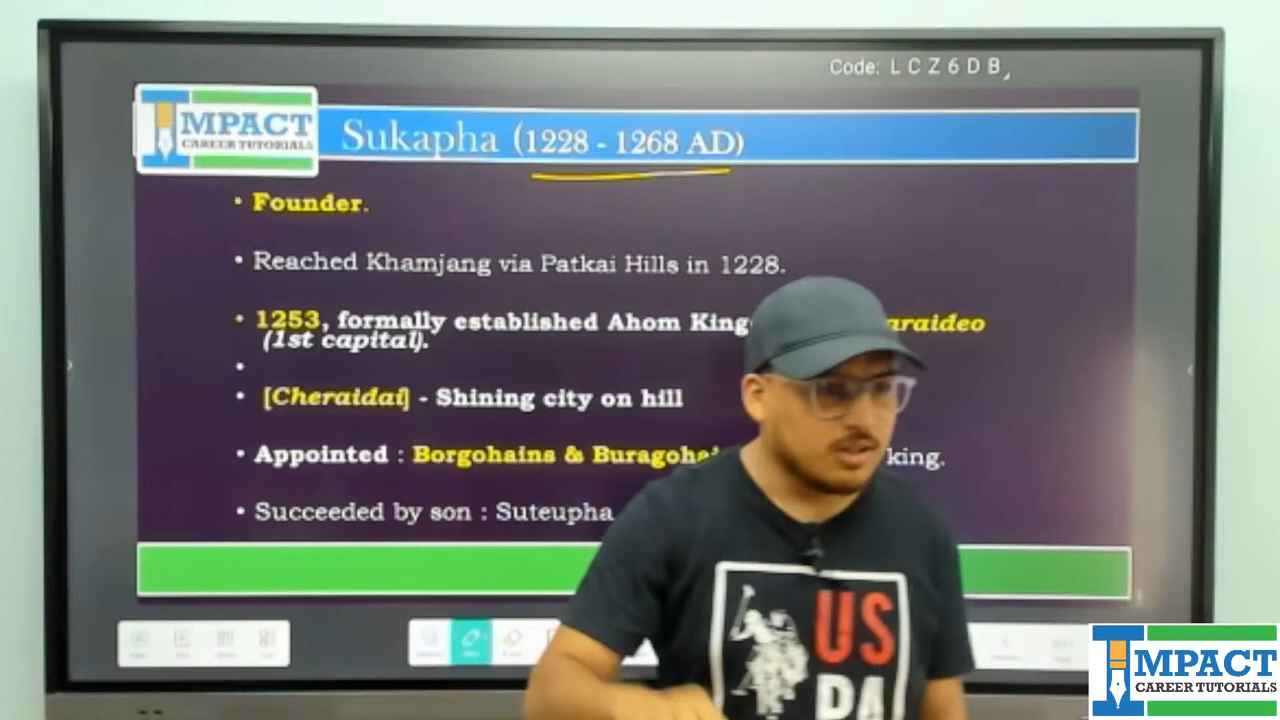 Code: L C Z 6 D B
IMPACT
CAREER TUTORIALS
Sukapha (1228 - 1268 AD)
• Founder.
• Reached Khamjang via Patkai Hills in 1228.
• 1253, formally established Ahom King araideo
(1st capital).
•
• [Cheraidai] - Shining city on hill
• Appointed : Borgohains & Buragohai king.
• Succeeded by son : Suteupha
US
PA
IMPACT
CAREER TUTORIALS